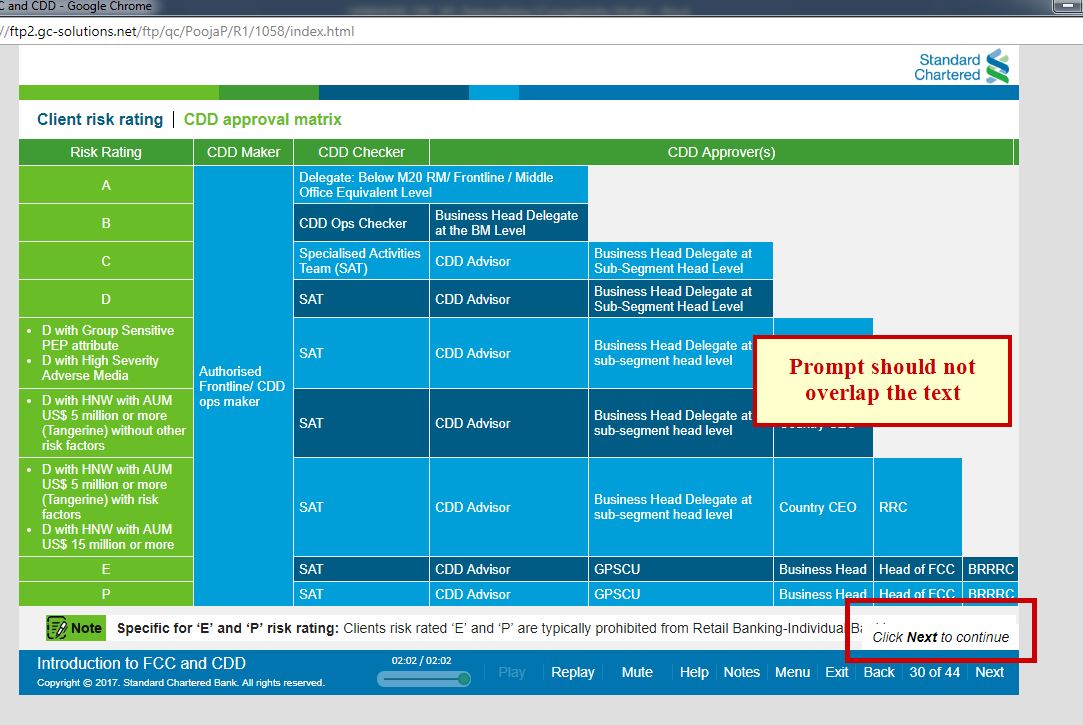 C and CDD - Google Chrome
//ftp2.gc-solutions.net/ftp/qc/PoojaP/R1/1058/index.html
Standard
Chartered
Client risk rating | CDD approval matrix
Risk Rating CDD Maker CDD Checker CDD Approver(s)
A
Delegate: Below M20 RM/ Frontline / Middle
Office Equivalent Level
B
CDD Ops Checker
Business Head Delegate
at the BM Level
C
Specialised Activities
Team (SAT)
CDD Advisor
Business Head Delegate at
Sub-Segment Head Level
D
SAT
CDD Advisor
Business Head Delegate at
Sub-Segment Head Level
• D with Group Sensitive
PEP attribute
• D with High Severity
Adverse Media
Authorised
Frontline/ CDD
ops maker
SAT
CDD Advisor
Business Head Delegate at
sub-segment head level
Prompt should not
overlap the text
• D with HNW with AUM
US$ 5 million or more
(Tangerine) without other
risk factors
SAT
CDD Advisor
Business Head Delegate at
sub-segment head level
• D with HNW with AUM
US$ 5 million or more
(Tangerine) with risk
factors
• D with HNW with AUM
US$ 15 million or more
SAT
CDD Advisor
Business Head Delegate at
sub-segment head level
Country CEO
RRC
E SAT CDD Advisor GPSCU Business Head Head of FCC BRRRC
P SAT CDD Advisor GPSCU Business Head Head of FCC BRRRC
Note Specific for ‘E’ and ‘P’ risk rating: Clients risk rated ‘E’ and ‘P’ are typically prohibited from Retail Banking-Individual
Click Next to continue
Introduction to FCC and CDD
Copyright © 2017. Standard Chartered Bank. All rights reserved.
02:02 / 02:02
Play Replay Mute Help Notes Menu Exit Back 30 of 44 Next